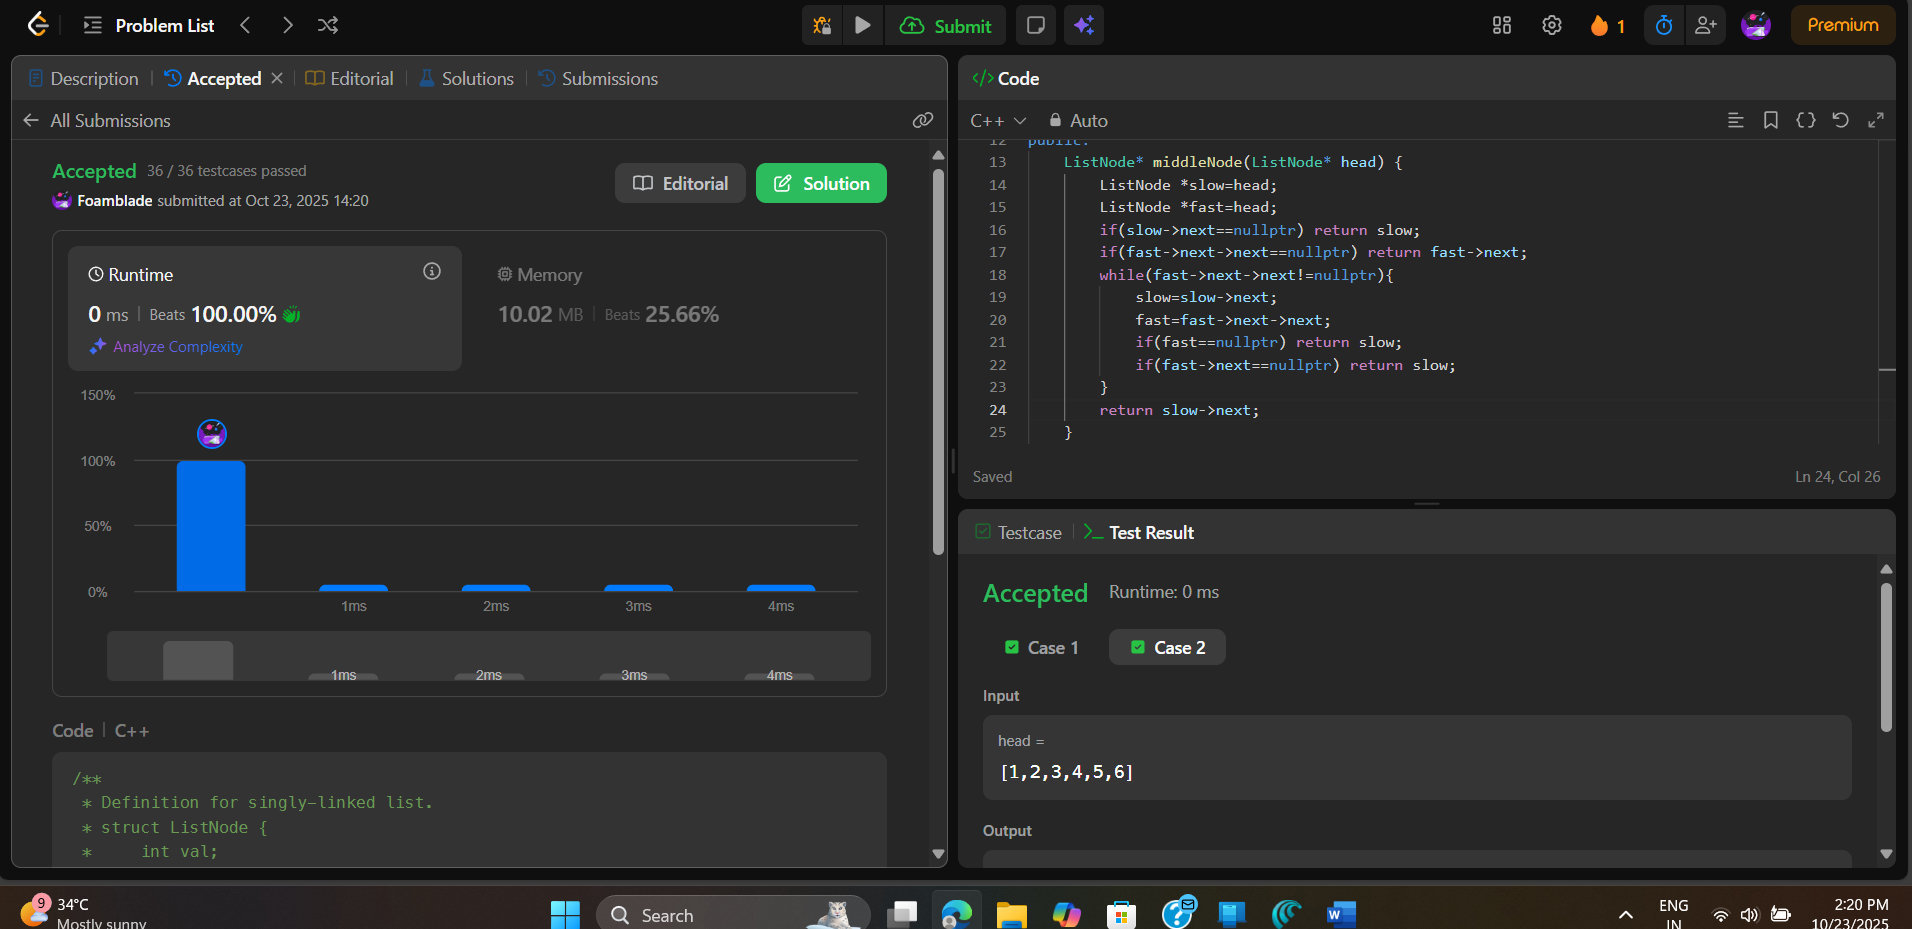 Problem List
Submit
1
Premium
Description
Accepted
Editorial
Solutions
Submissions
All Submissions
Accepted 36 / 36 testcases passed
Foamblade submitted at Oct 23, 2025 14:20
Editorial
Solution
Runtime
0 ms | Beats 100.00%
Analyze Complexity
Memory
10.02 MB | Beats 25.66%
150%
100%
50%
0%
1ms 2ms 3ms 4ms
1ms 2ms 3ms 4ms
Code | C++
/**
* Definition for singly-linked list.
* struct ListNode {
*     int val;
</> Code
C++
Auto
12 public:
13     ListNode* middleNode(ListNode* head) {
14         ListNode *slow=head;
15         ListNode *fast=head;
16         if(slow->next==nullptr) return slow;
17         if(fast->next->next==nullptr) return fast->next;
18         while(fast->next->next!=nullptr){
19             slow=slow->next;
20             fast=fast->next->next;
21             if(fast==nullptr) return slow;
22             if(fast->next==nullptr) return slow;
23         }
24         return slow->next;
25     }
Saved
Ln 24, Col 26
Testcase
Test Result
Accepted Runtime: 0 ms
Case 1
Case 2
Input
head =
[1,2,3,4,5,6]
Output
9
34°C
Mostly sunny
Search
W
ENG
IN
2:20 PM
10/23/2025